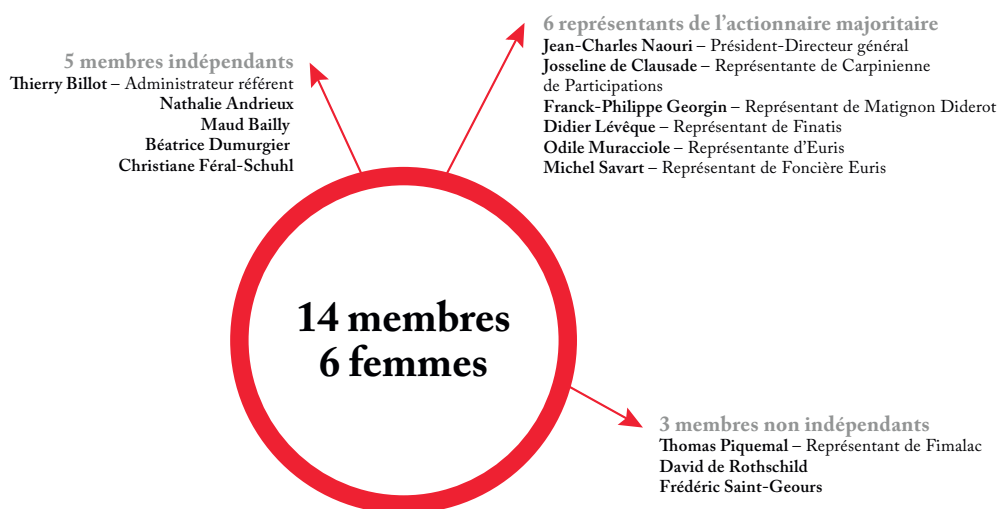 5 membres indépendants
Thierry Billot – Administrateur référent
Nathalie Andrieux
Maud Bailly
Béatrice Dumurgier
Christiane Féral-Schuhl
6 représentants de l’actionnaire majoritaire
Jean-Charles Naouri – Président-Directeur général
Josseline de Clausade – Représentante de Carpinienne
de Participations
Franck-Philippe Georgin – Représentant de Matignon Diderot
Didier Lévêque – Représentant de Finatis
Odile Muracciole – Représentante d’Euris
Michel Savart – Représentant de Foncière Euris
14 membres
6 femmes
3 membres non indépendants
Thomas Piquemal – Représentant de Fimalac
David de Rothschild
Frédéric Saint-Geours